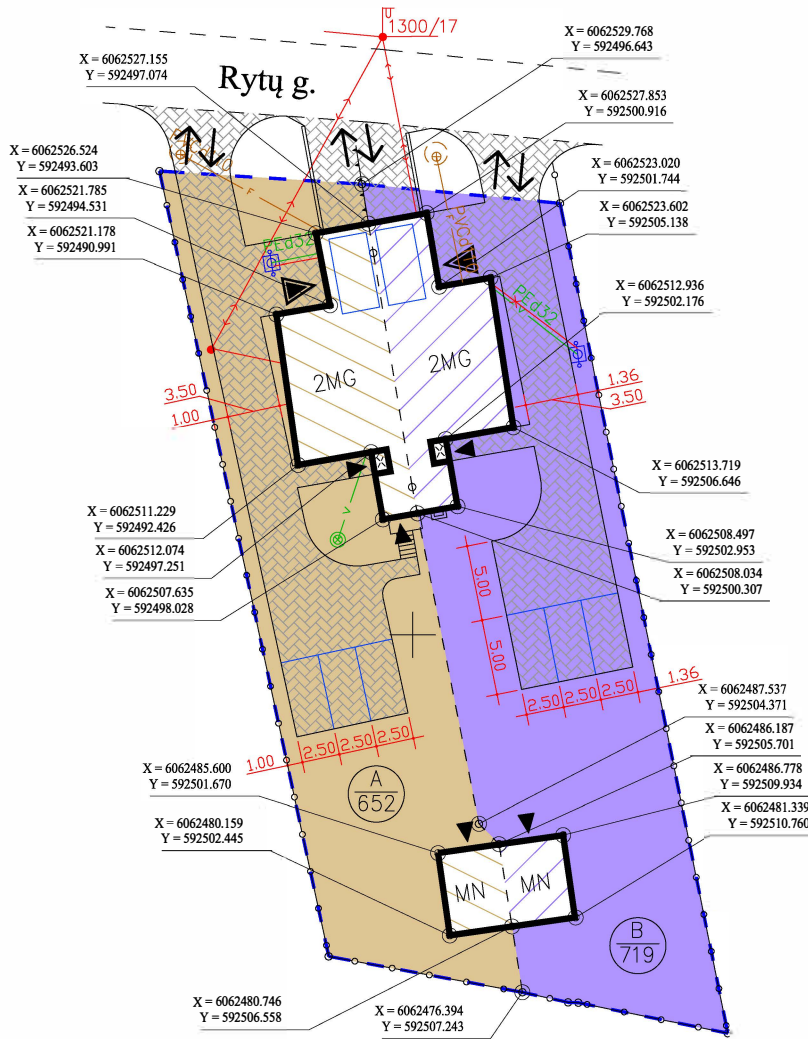 U
1300/17
X = 6062529.768
Y = 592496.643
X = 6062527.155
Y = 592497.074
Rytų g.
X = 6062527.853
Y = 592500.916
X = 6062526.524
Y = 592493.603
X = 6062523.020
Y = 592501.744
X = 6062521.785
Y = 592494.531
X = 6062523.602
Y = 592505.138
X = 6062521.178
Y = 592490.991
PEd32
X = 6062512.936
Y = 592502.176
PEd32
2MG
2MG
3.50
1.00
1.36
3.50
X = 6062513.719
Y = 592506.646
X = 6062511.229
Y = 592492.426
X = 6062508.497
Y = 592502.953
X = 6062512.074
Y = 592497.251
X = 6062508.034
Y = 592500.307
X = 6062507.635
Y = 592498.028
5.00
5.00
1.36
2.50
2.50
2.50
X = 6062487.537
Y = 592504.371
1.00
2.50
2.50
2.50
X = 6062486.187
Y = 592505.701
A
652
X = 6062485.600
Y = 592501.670
X = 6062486.778
Y = 592509.934
X = 6062480.159
Y = 592502.445
X = 6062481.339
Y = 592510.760
MN
MN
B
719
X = 6062480.746
Y = 592506.558
X = 6062476.394
Y = 592507.243